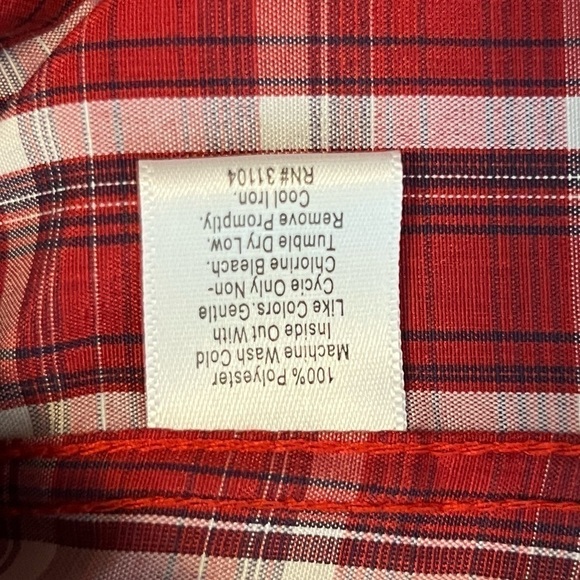 100% Polyester
Machine Wash Cold
Inside Out With
Like Colors. Gentle
Cycie Only Non-
Chlorine Bleach.
Tumble Dry Low.
Remove Promptly.
Cool Iron.
RN# 31104